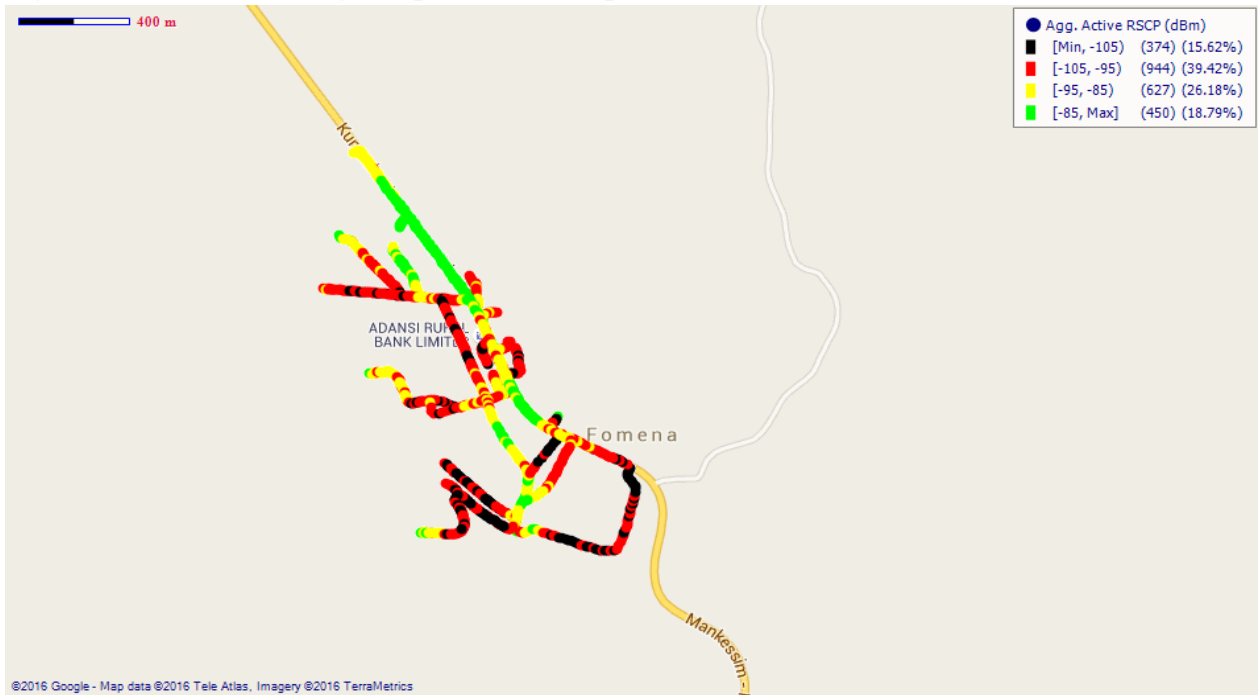 400 m
Agg. Active RSCP (dBm)
[Min, -105) (374) (15.62%)
[-105, -95) (944) (39.42%)
[-95, -85) (627) (26.18%)
[-85, Max] (450) (18.79%)
ADANSI RURAL
BANK LIMITED
Fomena
Mankessim -
©2016 Google - Map data ©2016 Tele Atlas, Imagery ©2016 TerraMetrics